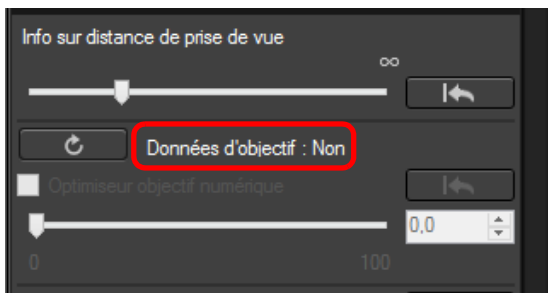 Info sur distance de prise de vue
∞
Données d'objectif : Non
Optimiseur objectif numérique
0,0
0 100